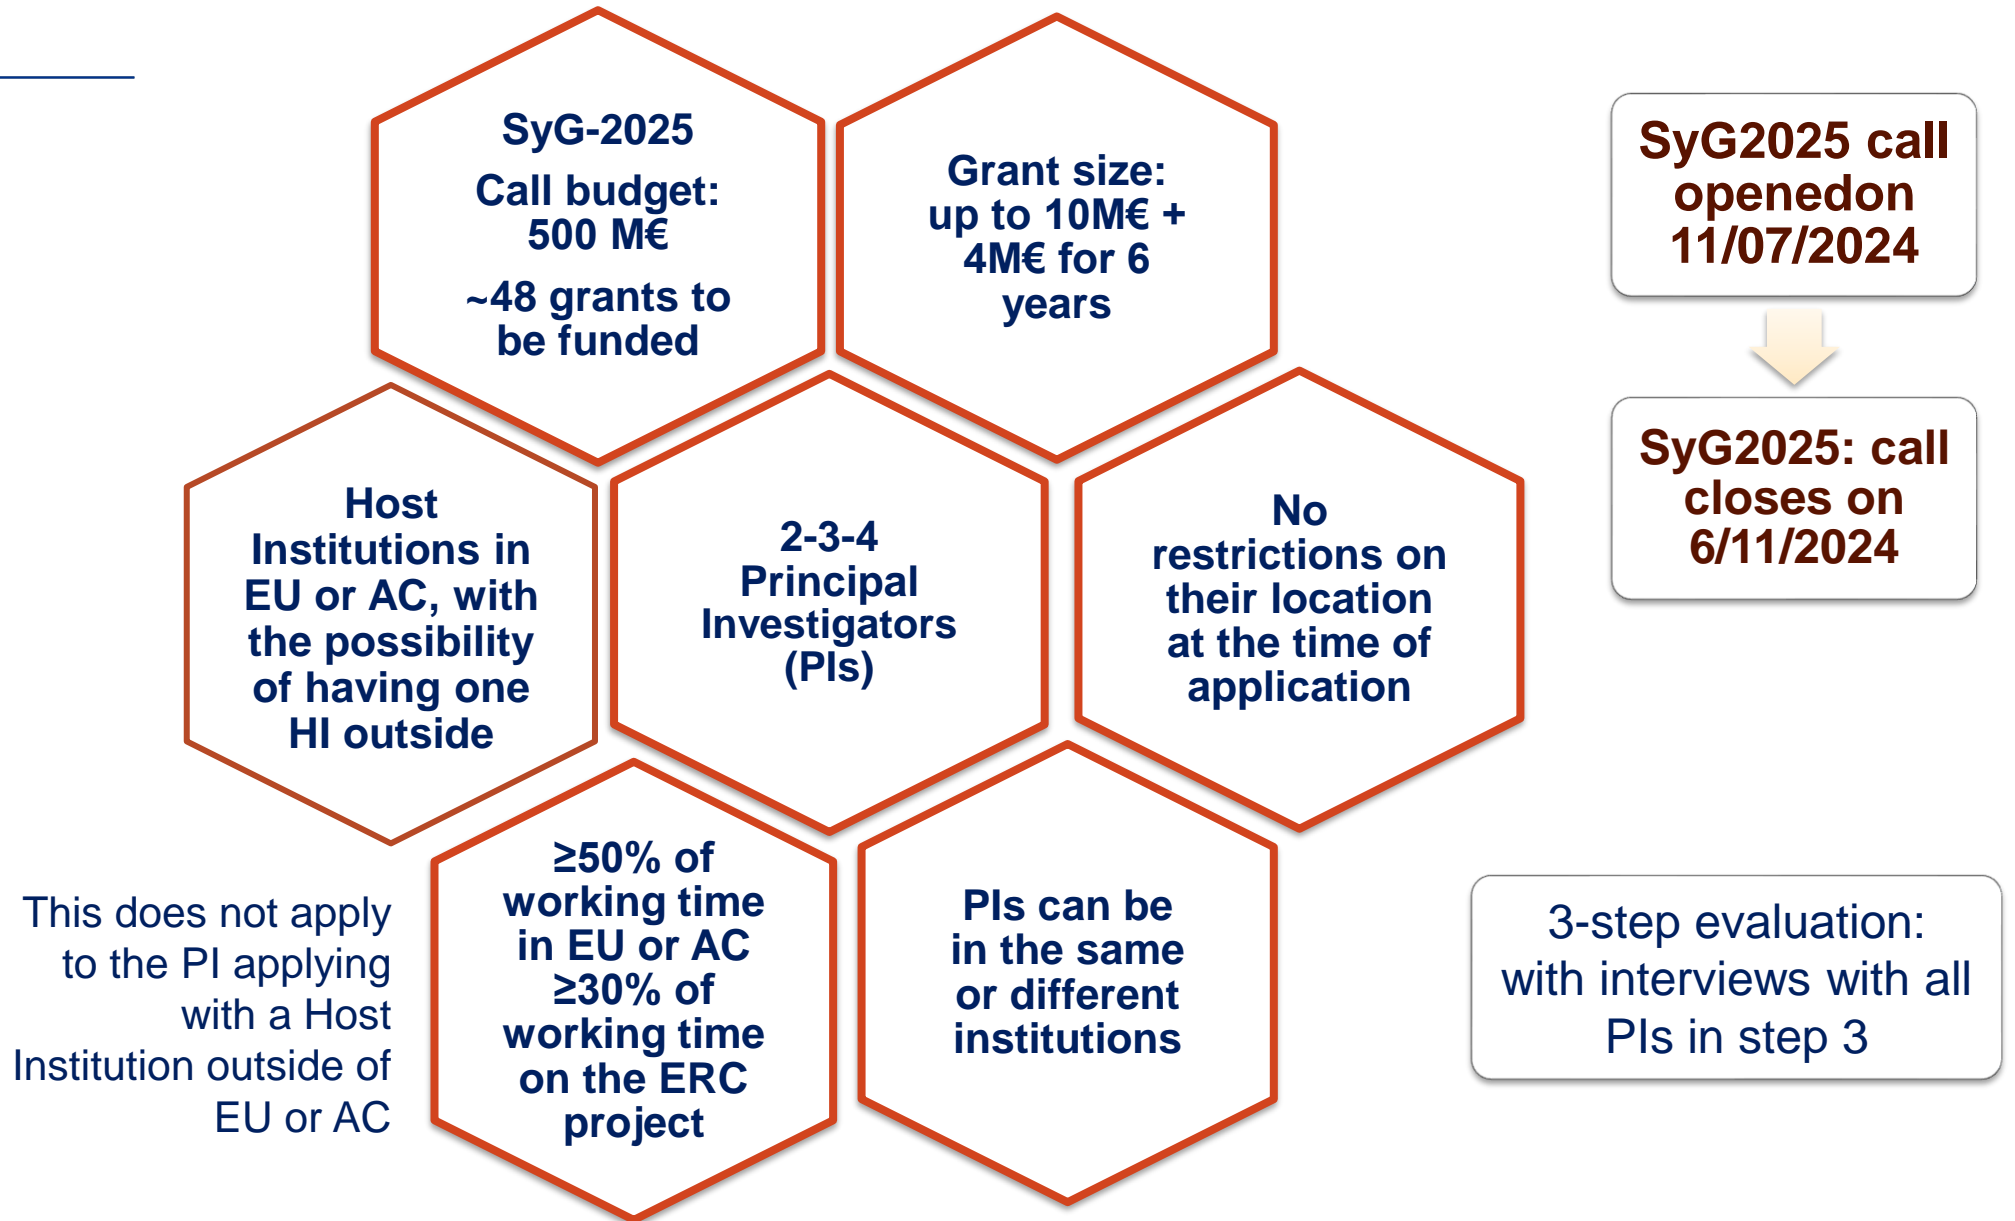 SyG-2025
Call budget:
500 M€
~48 grants to
be funded
Grant size:
up to 10M€ +
4M€ for 6
years
SyG2025 call
openedon
11/07/2024
SyG2025: call
closes on
6/11/2024
Host
Institutions in
EU or AC, with
the possibility
of having one
HI outside
2-3-4
Principal
Investigators
(PIs)
No
restrictions on
their location
at the time of
application
This does not apply
to the PI applying
with a Host
Institution outside of
EU or AC
≥50% of
working time
in EU or AC
≥30% of
working time
on the ERC
project
PIs can be
in the same
or different
institutions
3-step evaluation:
with interviews with all
PIs in step 3